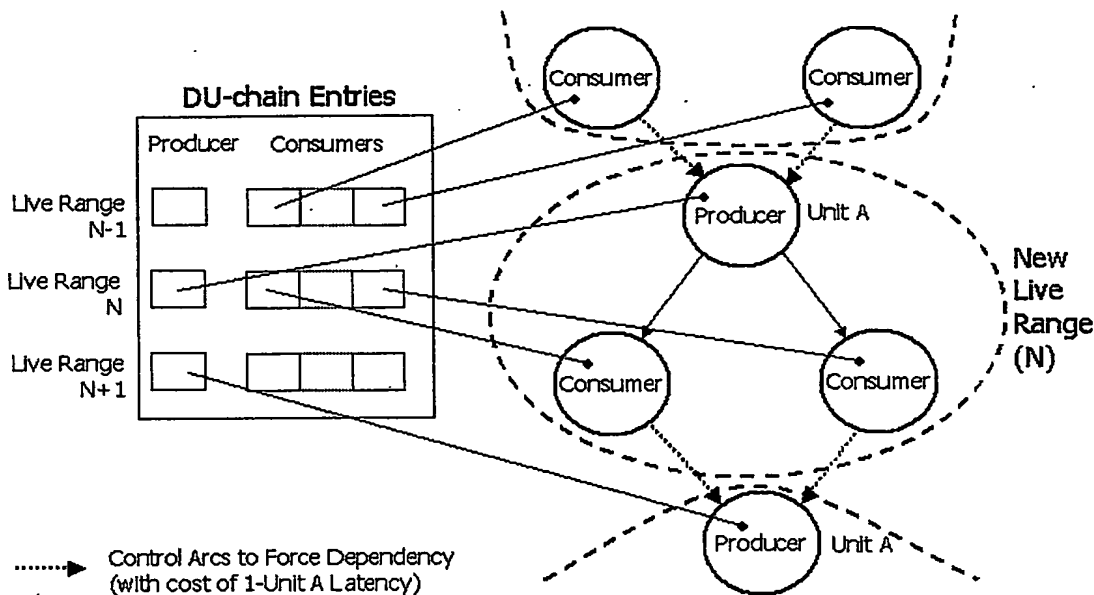 DU-chain Entries
Producer Consumers
Live Range
N-1
Live Range
N
Live Range
N+1
Consumer
Consumer
Producer
Unit A
Consumer
Consumer
Producer
Unit A
New
Live
Range
(N)
Control Arcs to Force Dependency
(with cost of 1-Unit A Latency)